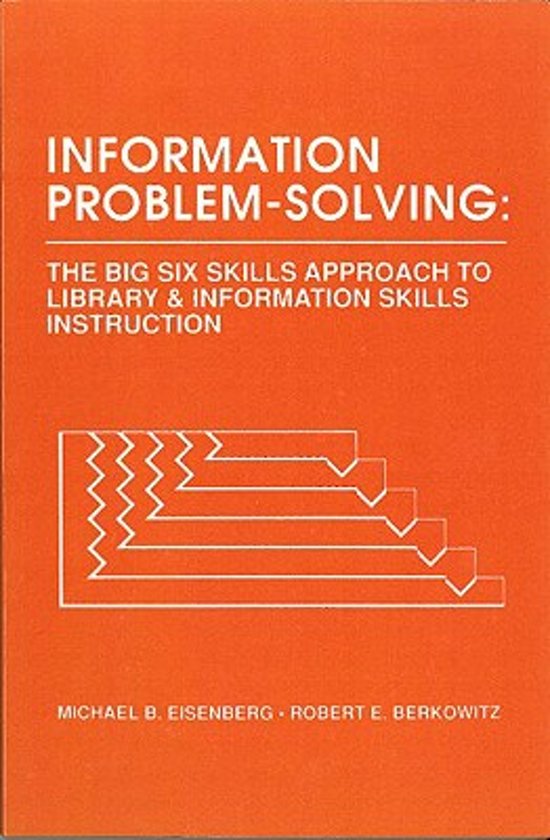 INFORMATION
PROBLEM-SOLVING:
THE BIG SIX SKILLS APPROACH TO
LIBRARY & INFORMATION SKILLS
INSTRUCTION
MICHAEL B. EISENBERG • ROBERT E. BERKOWITZ